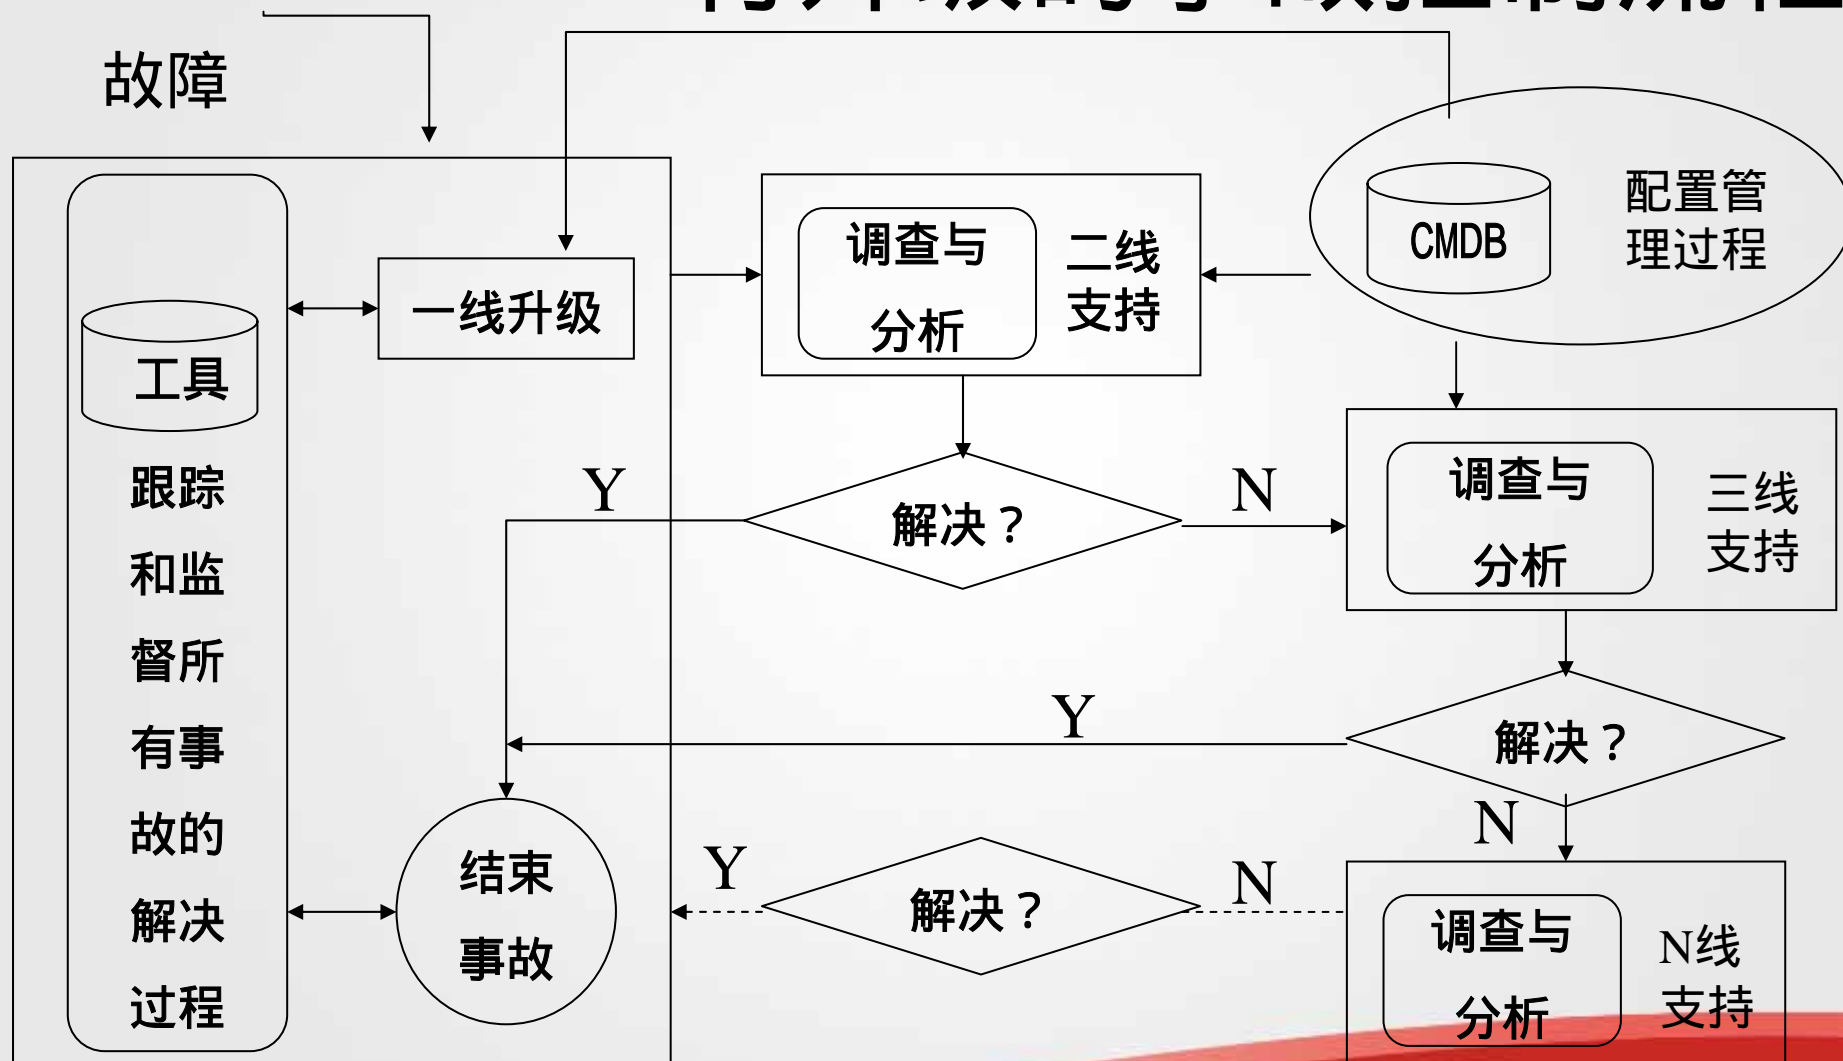 故障
一线升级
工具
跟踪
和监
督所
有事
故的
解决
过程
调查与
分析
二线
支持
CMDB
配置管
理过程
Y
解决？
N
调查与
分析
三线
支持
Y
解决？
N
结束
事故
Y
解决？
N
调查与
分析
N线
支持